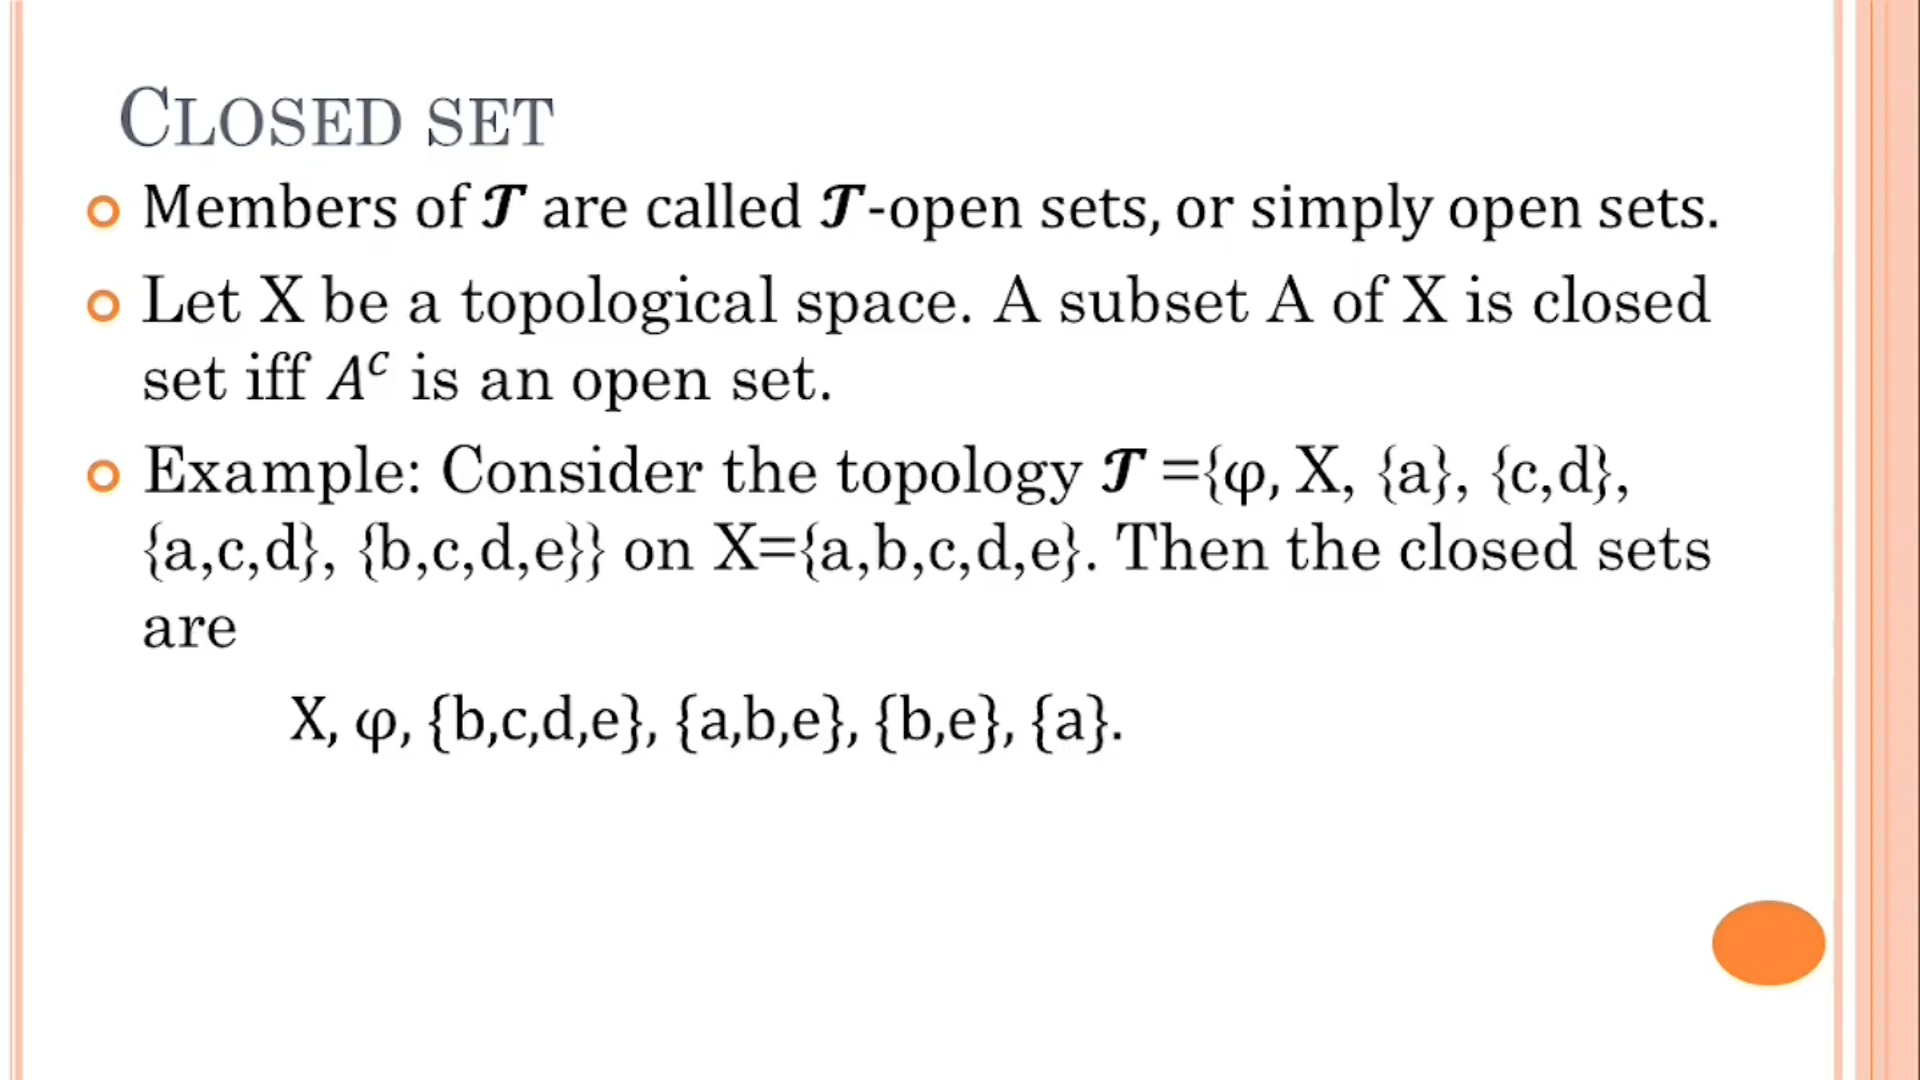 CLOSED SET
Members of 𝓣 are called 𝓣-open sets, or simply open sets.
Let X be a topological space. A subset A of X is closed
set iff Aᶜ is an open set.
Example: Consider the topology 𝓣 ={φ, X, {a}, {c,d},
{a,c,d}, {b,c,d,e}} on X={a,b,c,d,e}. Then the closed sets
are
X, φ, {b,c,d,e}, {a,b,e}, {b,e}, {a}.